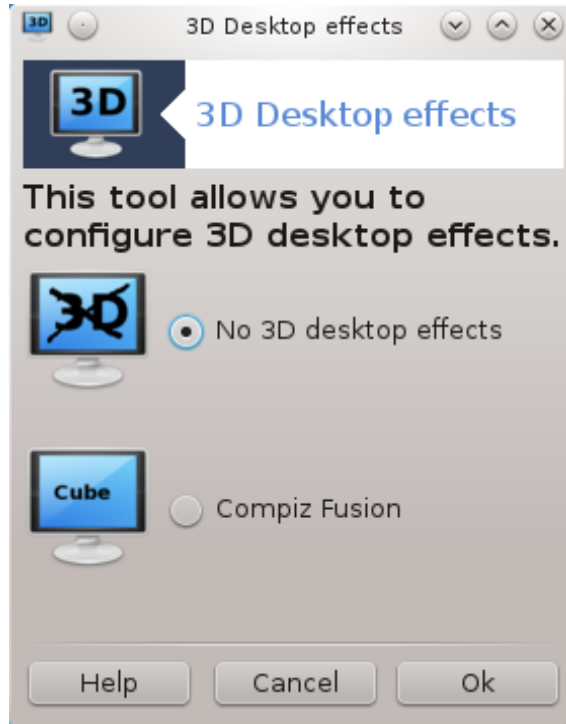 3D
3D Desktop effects
3D
3D Desktop effects
This tool allows you to
configure 3D desktop effects.
3D
No 3D desktop effects
Cube
Compiz Fusion
Help
Cancel
Ok